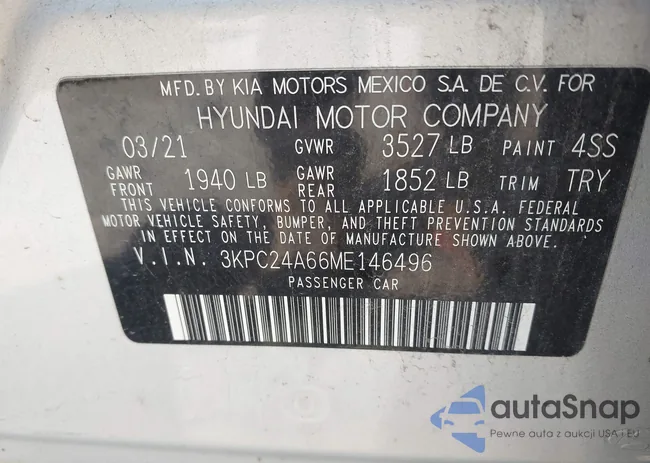 MFD. BY KIA MOTORS MEXICO S.A. DE C.V. FOR
HYUNDAI MOTOR COMPANY
03/21 GVWR 3527 LB PAINT 4SS
GAWR FRONT 1940 LB GAWR REAR 1852 LB TRIM TRY
THIS VEHICLE CONFORMS TO ALL APPLICABLE U.S.A. FEDERAL
MOTOR VEHICLE SAFETY, BUMPER, AND THEFT PREVENTION STANDARDS
IN EFFECT ON THE DATE OF MANUFACTURE SHOWN ABOVE.
V.I.N. 3KPC24A66ME146496
PASSENGER CAR
autoSnap
Pewne auta z aukcji USA i EU